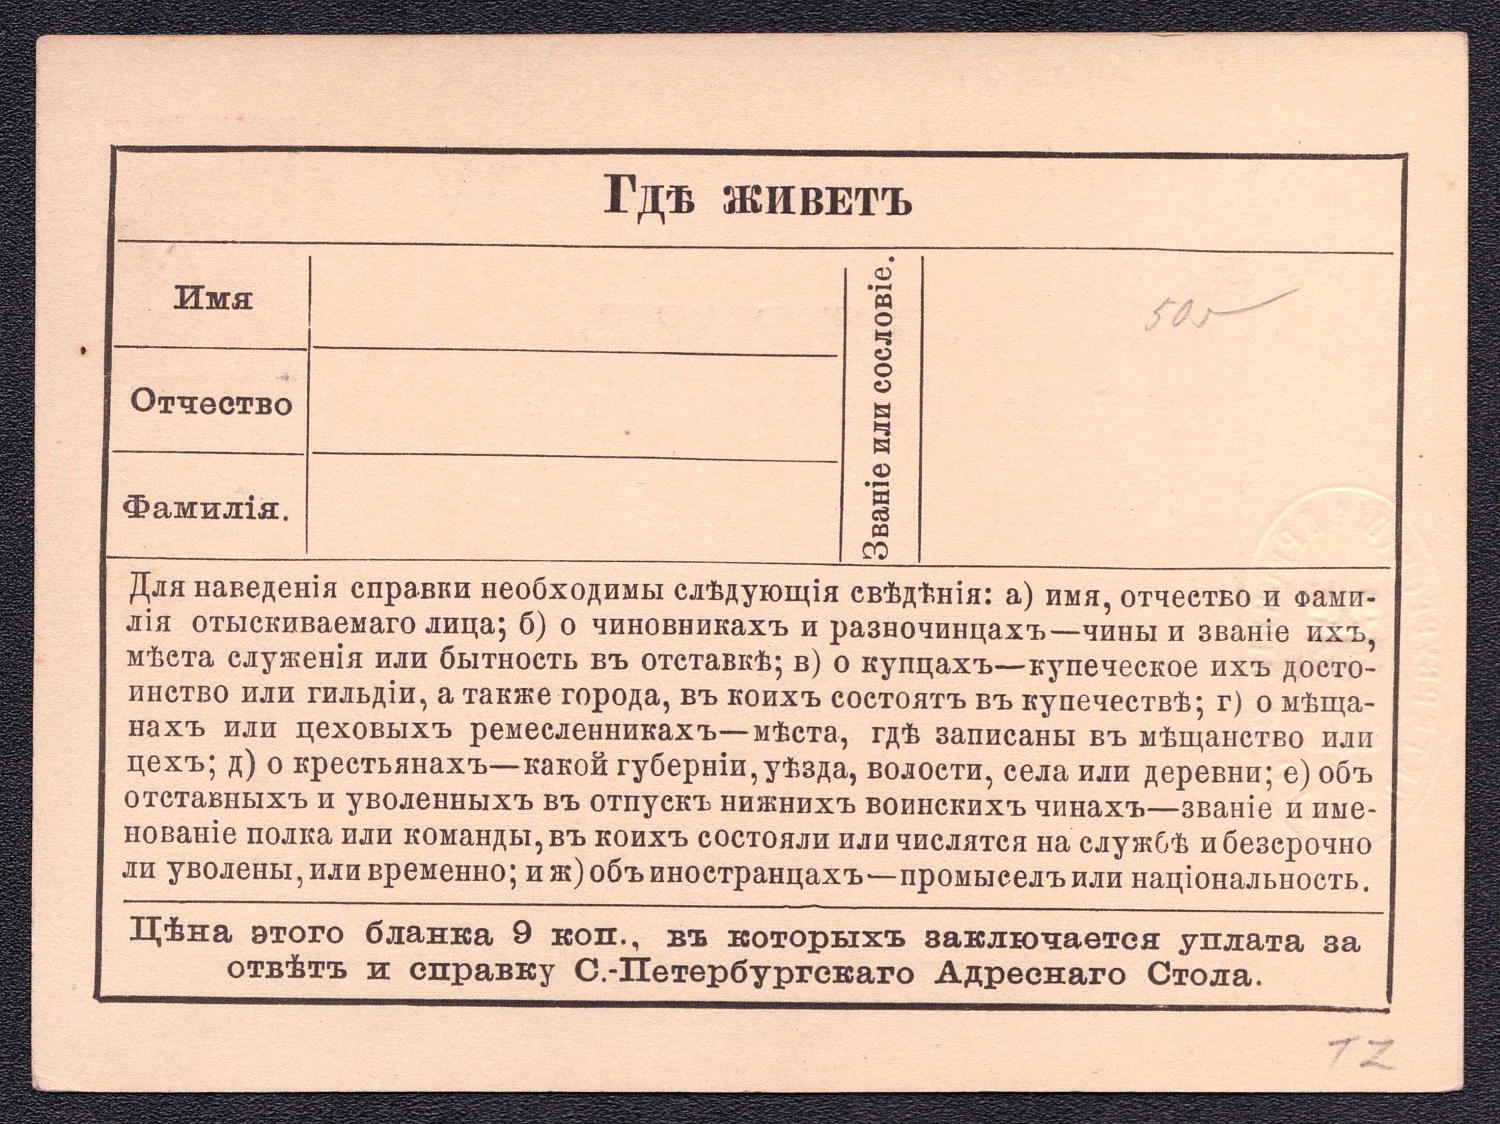 Гдѣ живетъ
Имя
Отчество
Фамилія.
Званіе или сословіе.
Для наведенія справки необходимы слѣдующія свѣдѣнія: а) имя, отчество и фами-
лія отыскиваемаго лица; б) о чиновникахъ и разночинцахъ—чины и званіе ихъ,
мѣста служенія или бытность въ отставкѣ; в) о купцахъ—купеческое ихъ досто-
инство или гильдіи, а также города, въ коихъ состоятъ въ купечествѣ; г) о мѣща-
нахъ или цеховыхъ ремесленникахъ—мѣста, гдѣ записаны въ мѣщанство или
цехъ; д) о крестьянахъ—какой губерніи, уѣзда, волости, села или деревни; е) объ
отставныхъ и уволенныхъ въ отпускъ нижнихъ воинскихъ чинахъ—званіе и име-
нованіе полка или команды, въ коихъ состояли или числятся на службѣ и безсрочно
ли уволены, или временно; и ж) объ иностранцахъ—промыселъ или національность.
Цѣна этого бланка 9 коп., въ которыхъ заключается уплата за
отвѣтъ и справку С.-Петербургскаго Адреснаго Стола.
TZ